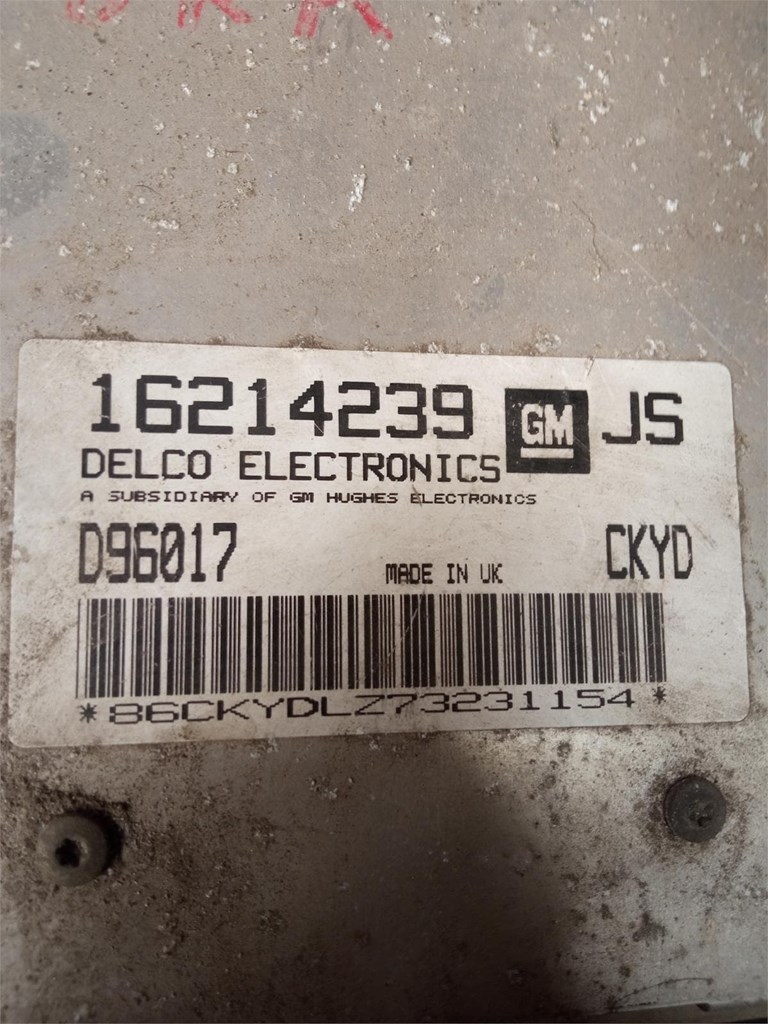 16214239 GM JS
DELCO ELECTRONICS
A SUBSIDIARY OF GM HUGHES ELECTRONICS
D96017 MADE IN UK CKYD
*86CKYDLZ73231154*